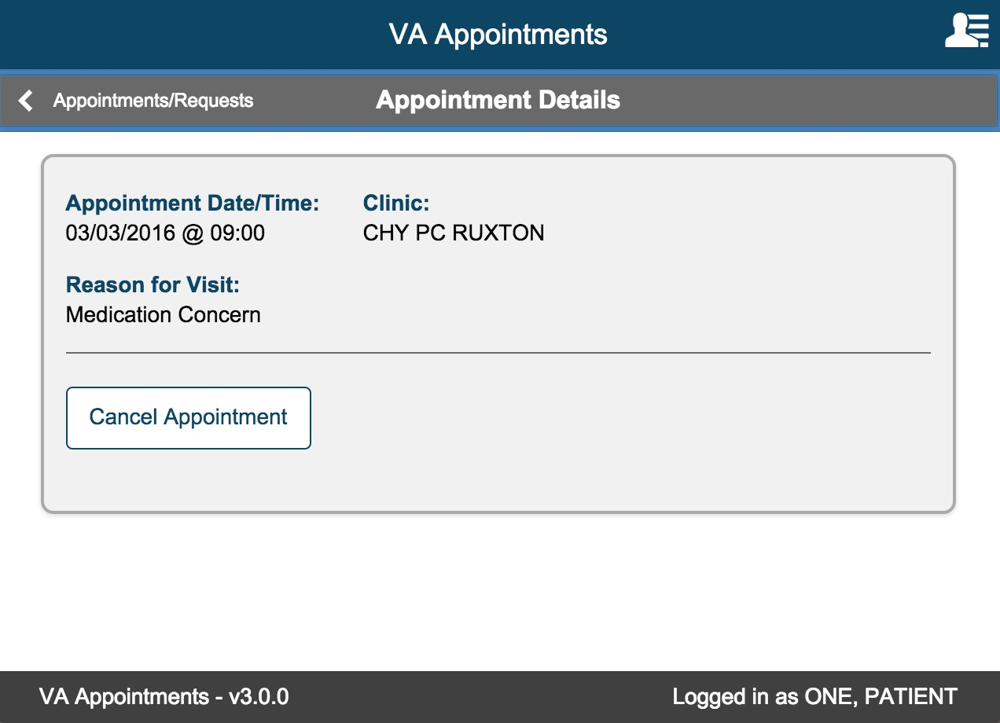 VA Appointments
Appointments/Requests
Appointment Details
Appointment Date/Time:
03/03/2016 @ 09:00
Clinic:
CHY PC RUXTON
Reason for Visit:
Medication Concern
Cancel Appointment
VA Appointments - v3.0.0
Logged in as ONE, PATIENT